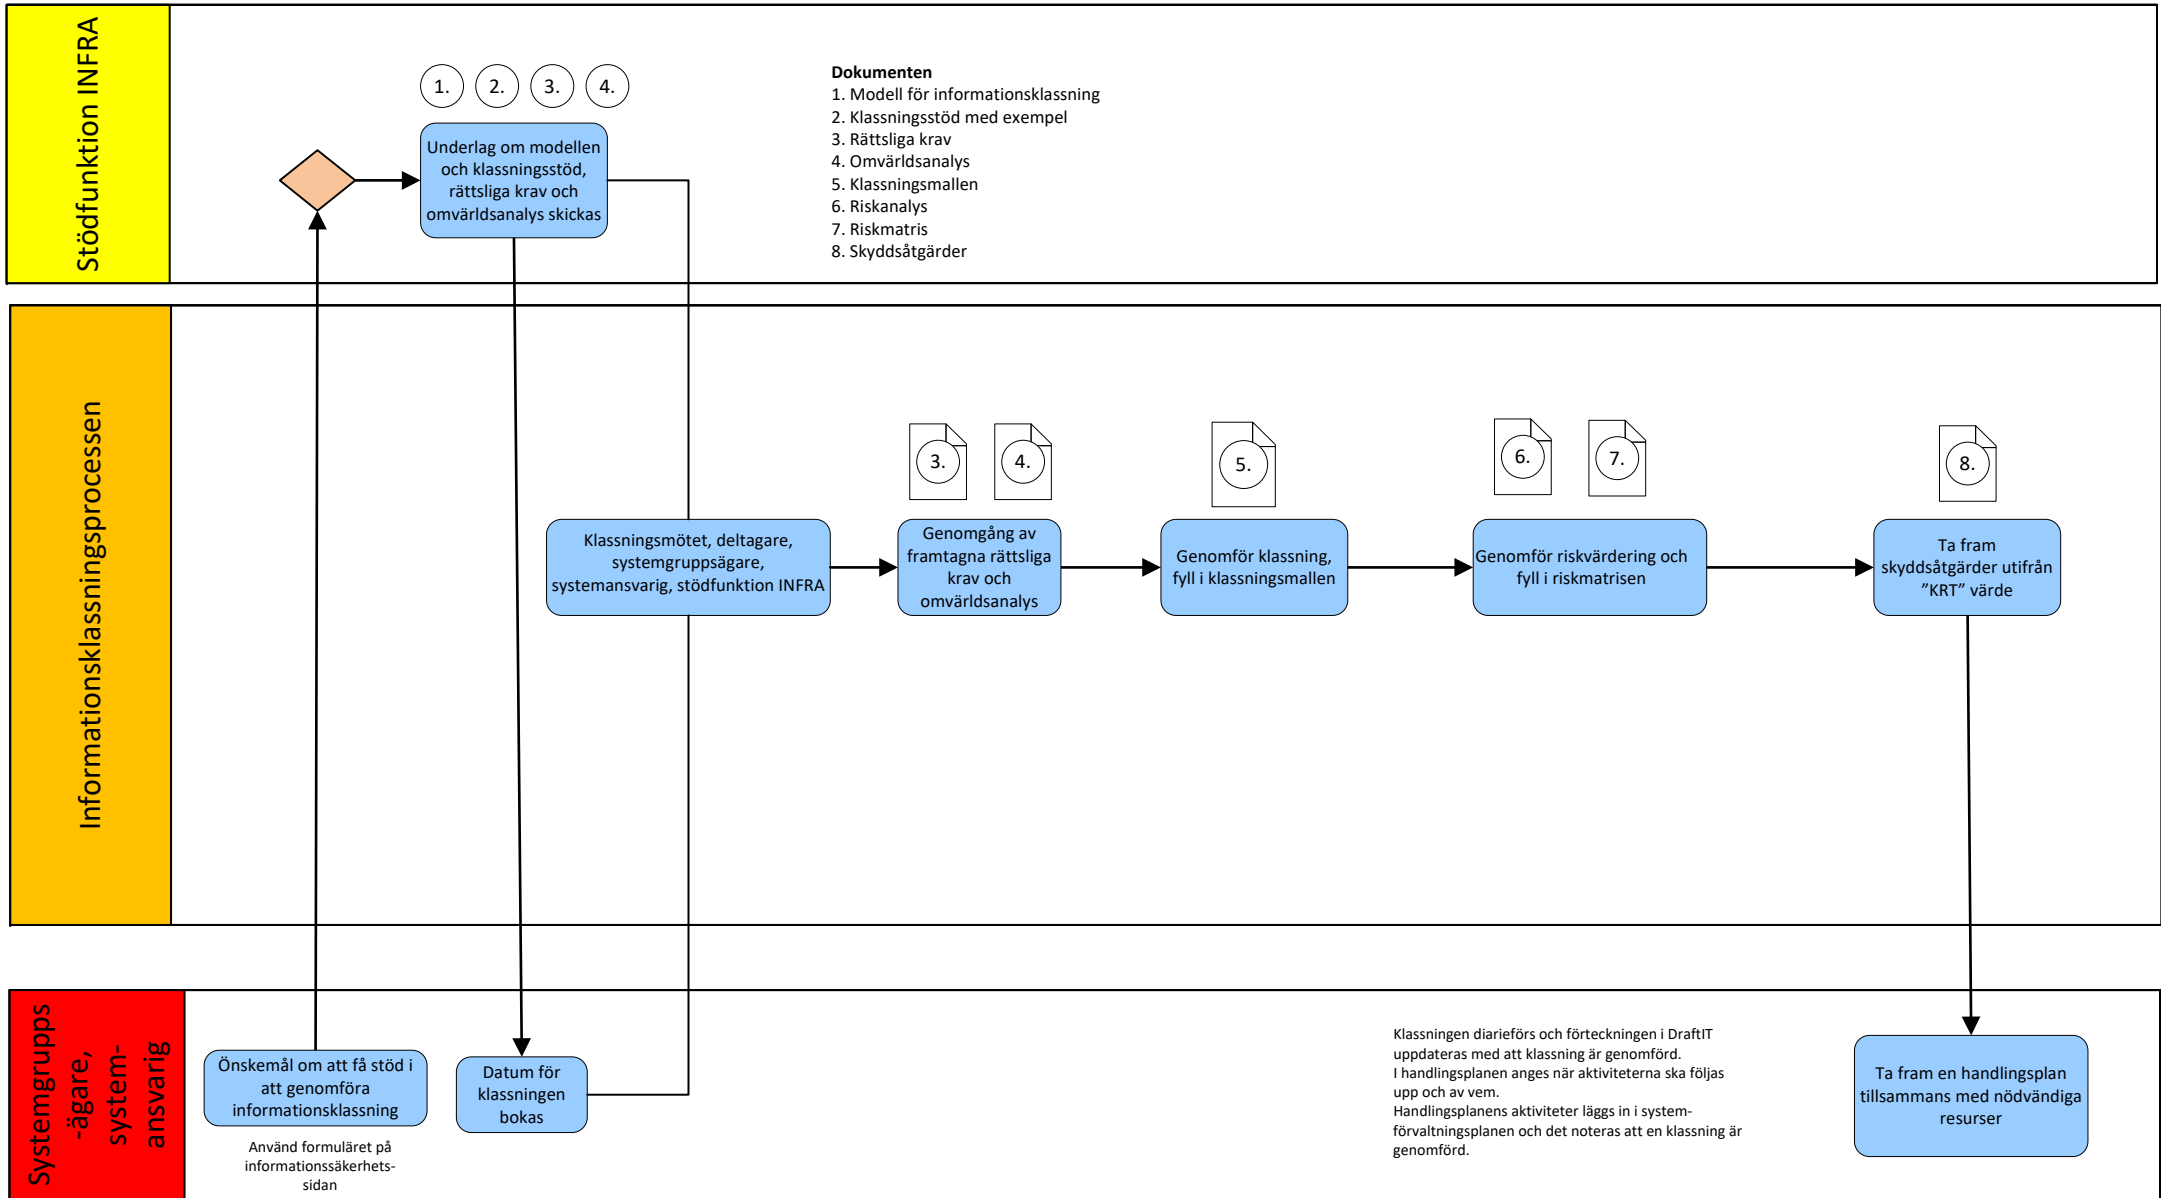 Stödfunktion INFRA
1.
2.
3.
4.
Underlag om modellen
och klassningsstöd,
rättsliga krav och
omvärldsanalys skickas
Dokumenten
1. Modell för informationsklassning
2. Klassningsstöd med exempel
3. Rättsliga krav
4. Omvärldsanalys
5. Klassningsmallen
6. Riskanalys
7. Riskmatris
8. Skyddsåtgärder
Informationsklassningsprocessen
3.
4.
5.
6.
7.
8.
Klassningsmötet, deltagare,
systemgruppsägare,
systemansvarig, stödfunktion INFRA
Genomgång av
framtagna rättsliga
krav och
omvärldsanalys
Genomför klassning,
fyll i klassningsmallen
Genomför riskvärdering och
fyll i riskmatrisen
Ta fram
skyddsåtgärder utifrån
”KRT” värde
Systemgrupps
-ägare,
system-
ansvarig
Önskemål om att få stöd i
att genomföra
informationsklassning
Använd formuläret på
informationssäkerhets-
sidan
Datum för
klassningen
bokas
Klassningen diarieförs och förteckningen i DraftIT
uppdateras med att klassning är genomförd.
I handlingsplanen anges när aktiviteterna ska följas
upp och av vem.
Handlingsplanens aktiviteter läggs in i system-
förvaltningsplanen och det noteras att en klassning är
genomförd.
Ta fram en handlingsplan
tillsammans med nödvändiga
resurser